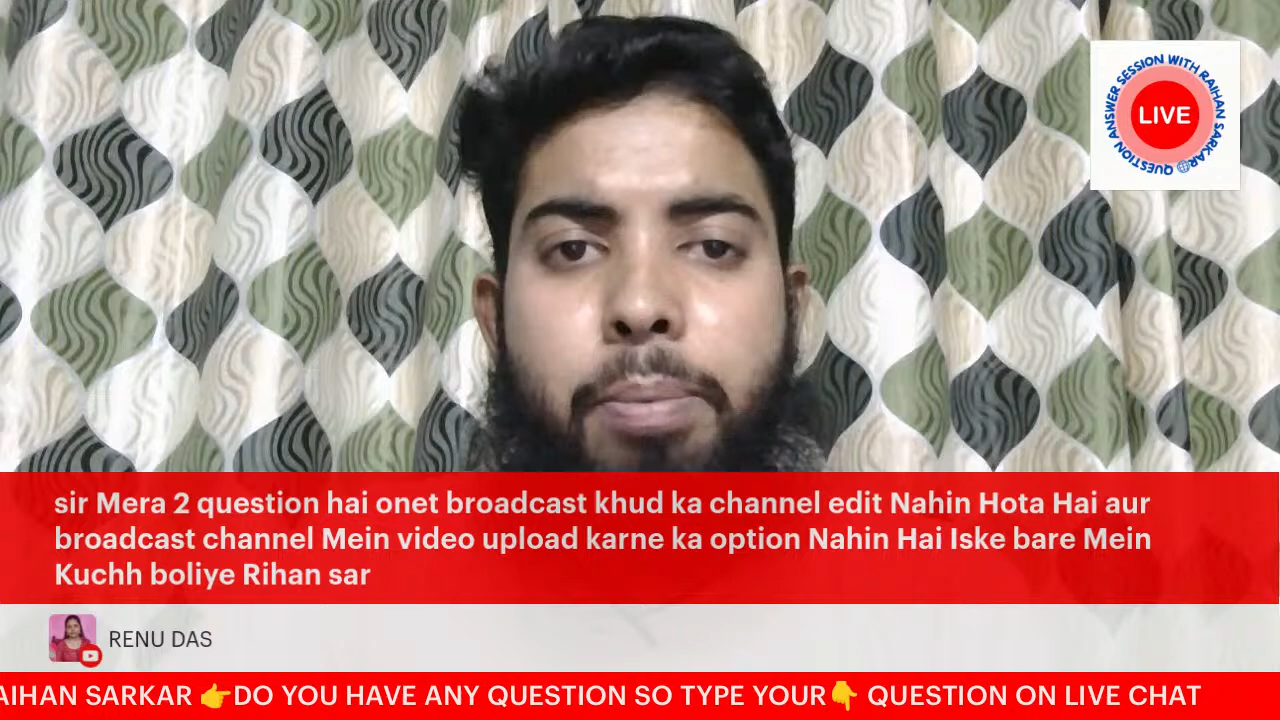 QUESTION ANSWER SESSION WITH RAIHAN SARKAR
LIVE
sir Mera 2 question hai onet broadcast khud ka channel edit Nahin Hota Hai aur
broadcast channel Mein video upload karne ka option Nahin Hai Iske bare Mein
Kuchh boliye Rihan sar
RENU DAS
AIHAN SARKAR 👉DO YOU HAVE ANY QUESTION SO TYPE YOUR👇 QUESTION ON LIVE CHAT